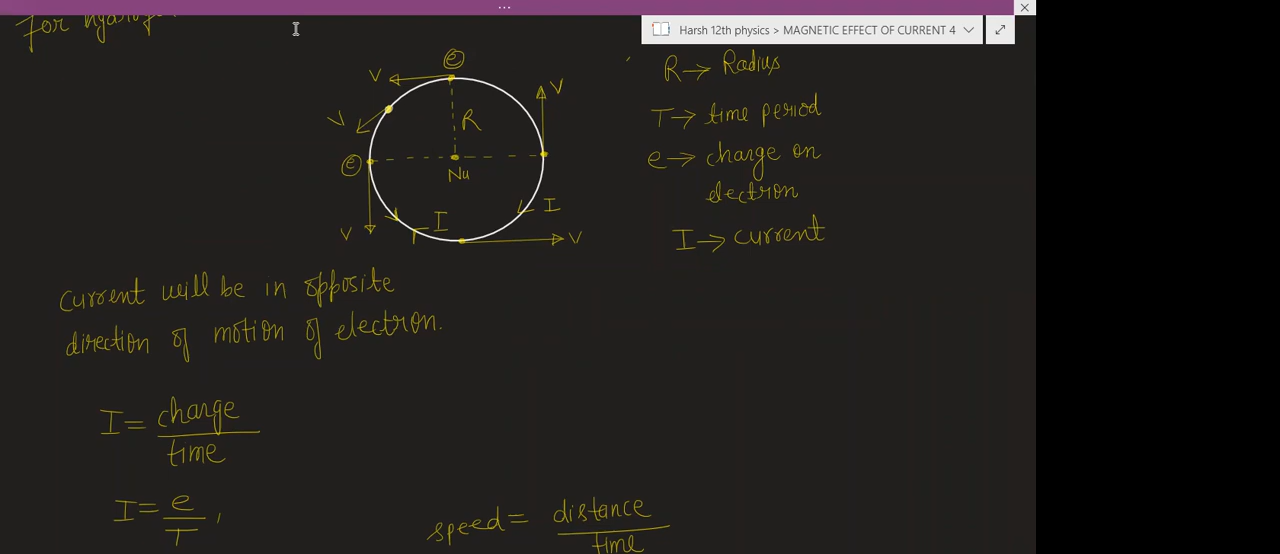 ...
Harsh 12th physics > MAGNETIC EFFECT OF CURRENT 4
For
e
V
V
V
R
e
Nu
I
I
V
V
R → Radius
T → time period
e → charge on
electron
I → current
current will be in opposite
direction of motion of electron.
I = charge
time
I = e
T ,
speed = distance
time